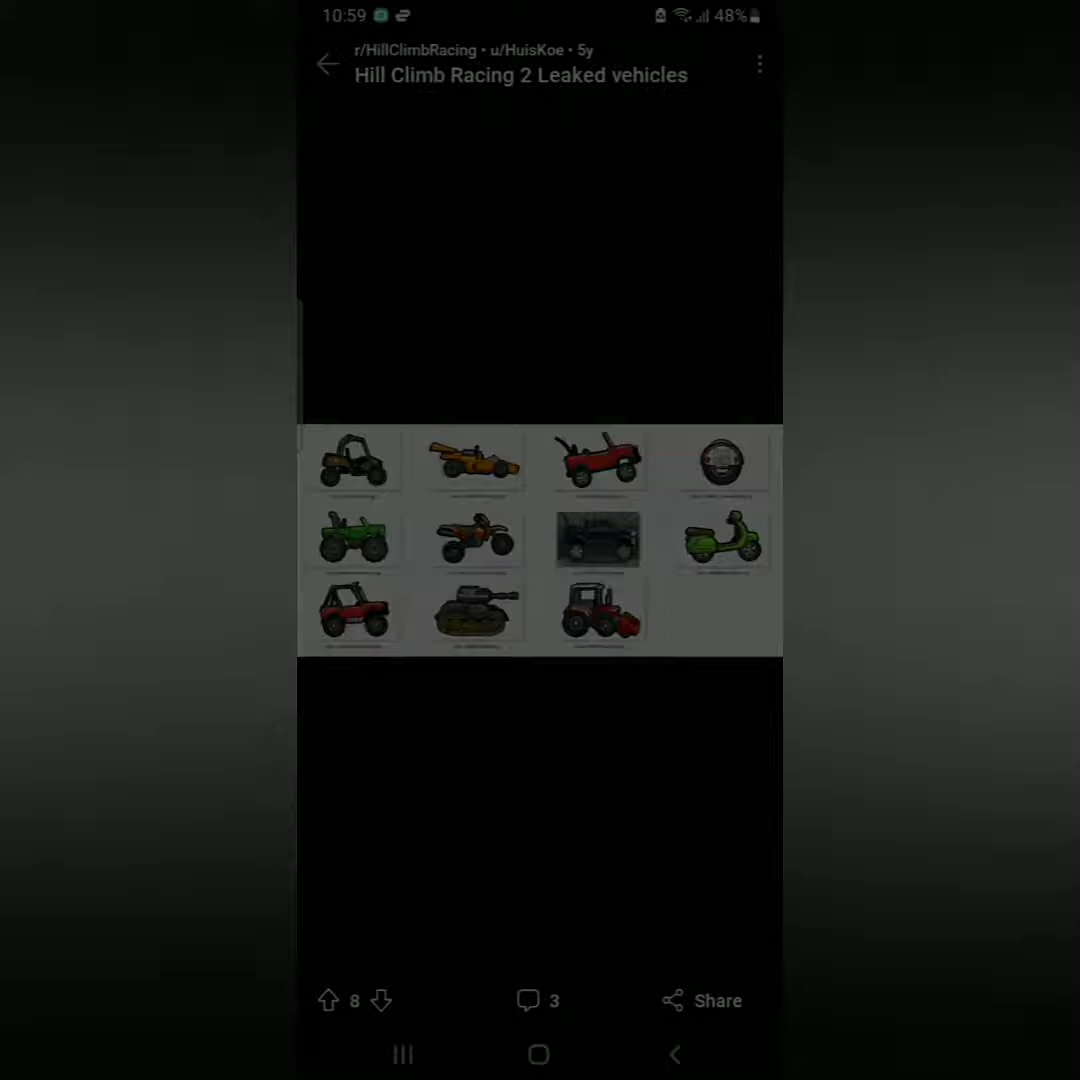 10:59
48%
r/HillClimbRacing • u/HuisKoe • 5y
Hill Climb Racing 2 Leaked vehicles
8
3
Share